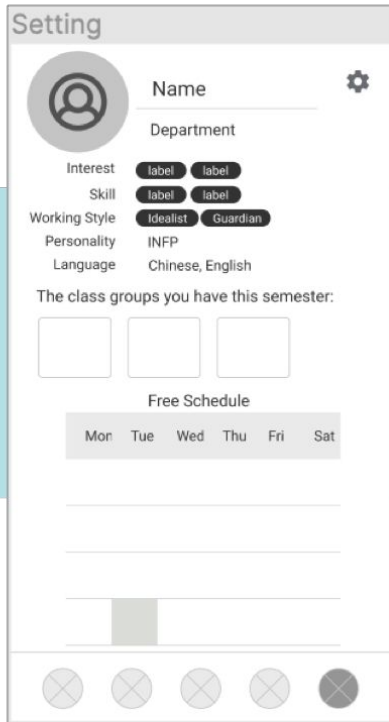 Setting
Name
Department
Interest label label
Skill label label
Working Style Idealist Guardian
Personality INFP
Language Chinese, English
The class groups you have this semester:
Free Schedule
Mon Tue Wed Thu Fri Sat